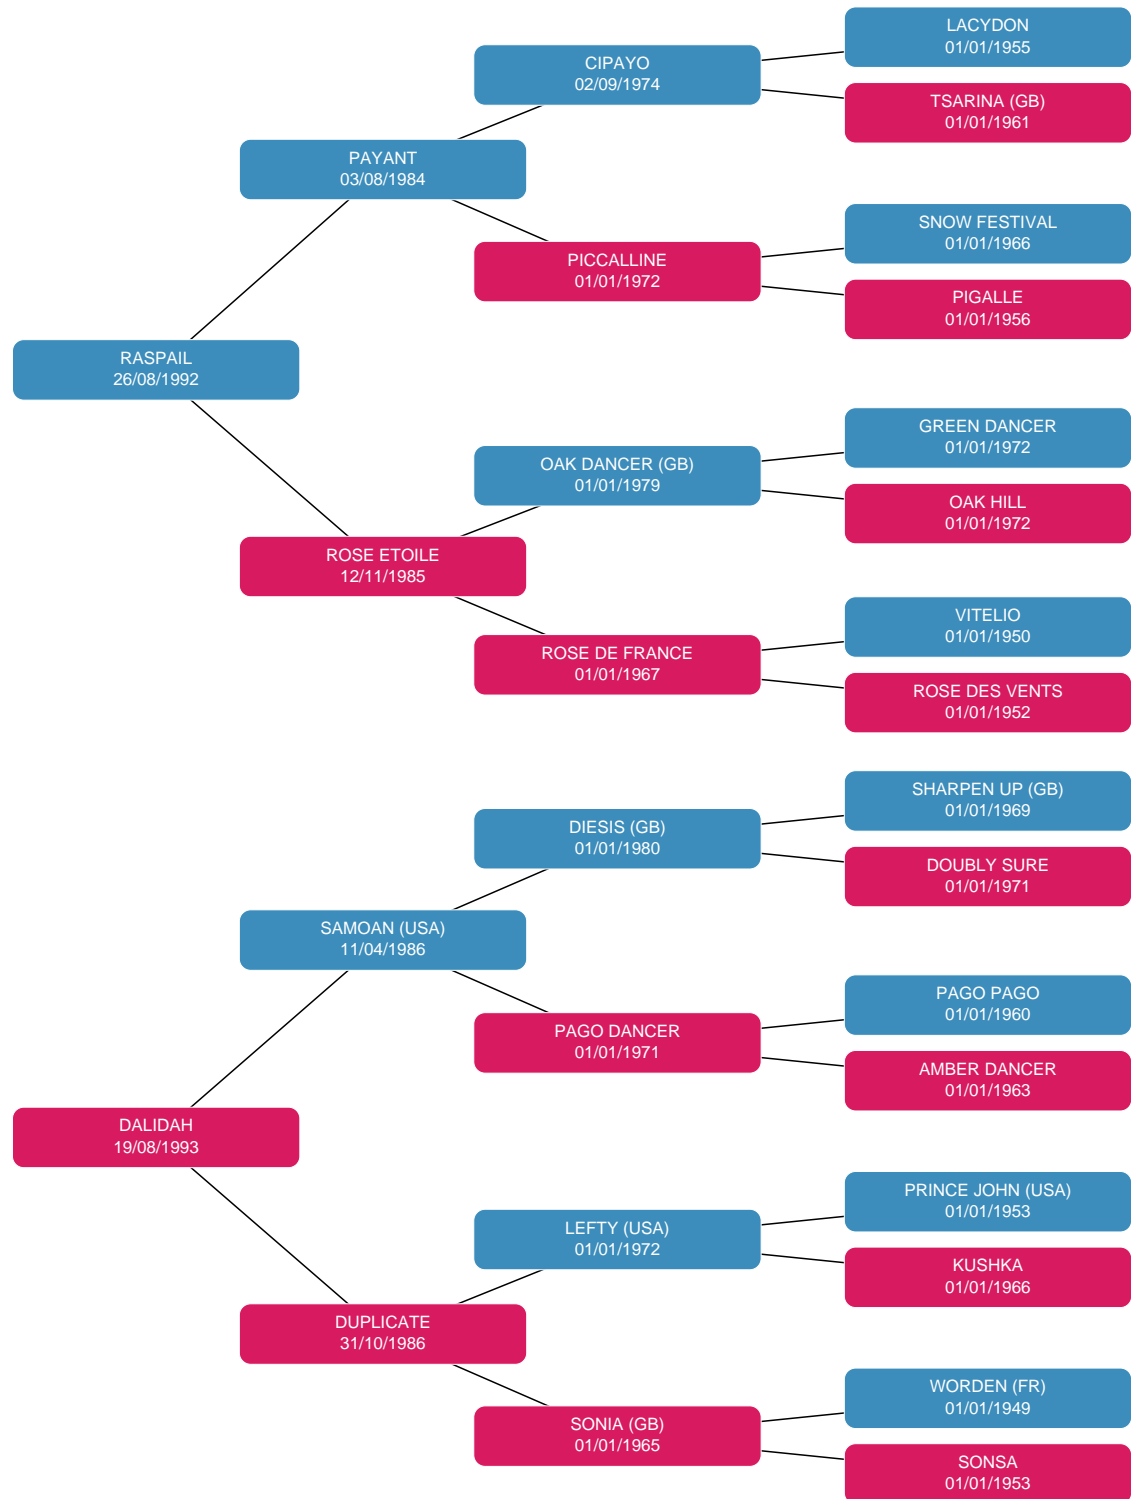 LACYDON
01/01/1955
CIPAYO
02/09/1974
TSARINA (GB)
01/01/1961
PAYANT
03/08/1984
SNOW FESTIVAL
01/01/1966
PICCALLINE
01/01/1972
PIGALLE
01/01/1956
RASPAIL
26/08/1992
GREEN DANCER
01/01/1972
OAK DANCER (GB)
01/01/1979
OAK HILL
01/01/1972
ROSE ETOILE
12/11/1985
VITELIO
01/01/1950
ROSE DE FRANCE
01/01/1967
ROSE DES VENTS
01/01/1952
SHARPEN UP (GB)
01/01/1969
DIESIS (GB)
01/01/1980
DOUBLY SURE
01/01/1971
SAMOAN (USA)
11/04/1986
PAGO PAGO
01/01/1960
PAGO DANCER
01/01/1971
AMBER DANCER
01/01/1963
DALIDAH
19/08/1993
PRINCE JOHN (USA)
01/01/1953
LEFTY (USA)
01/01/1972
KUSHKA
01/01/1966
DUPLICATE
31/10/1986
WORDEN (FR)
01/01/1949
SONIA (GB)
01/01/1965
SONSA
01/01/1953